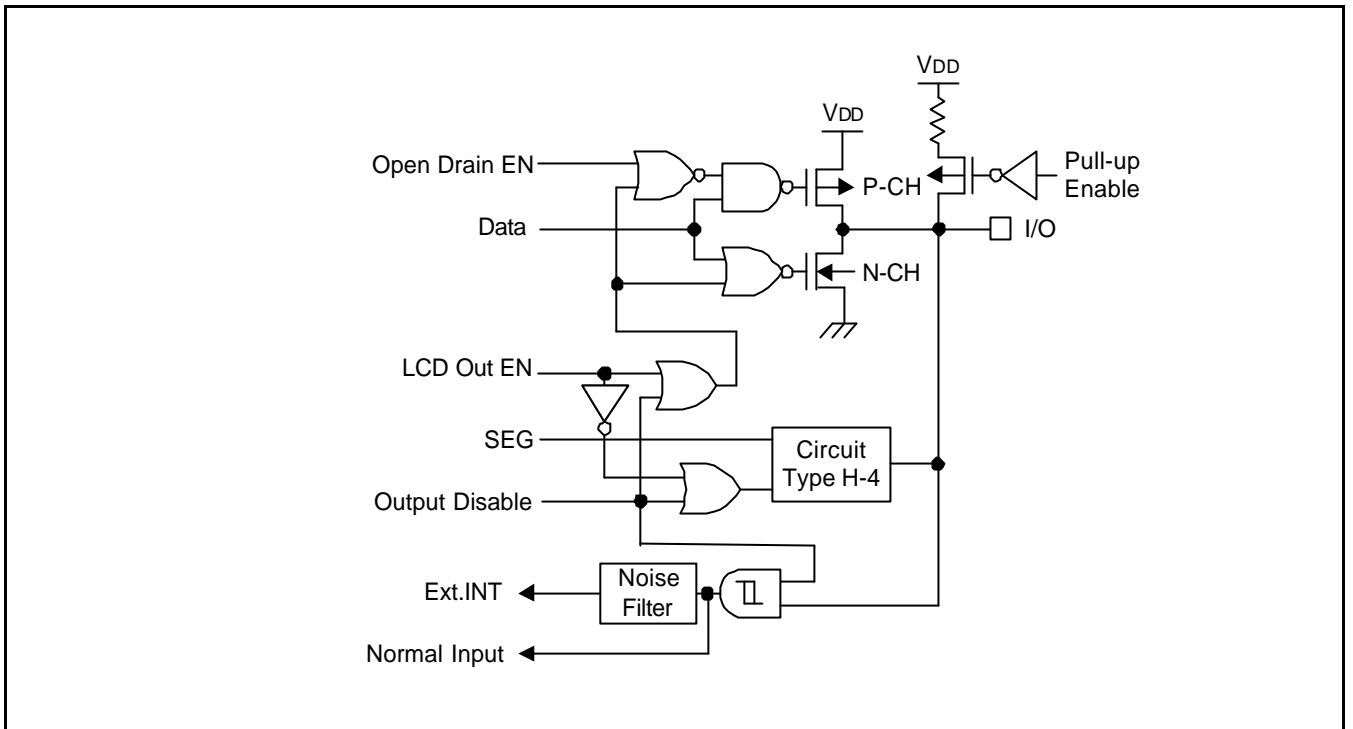 VDD
VDD
Open Drain EN
P-CH
Pull-up
Enable
Data
I/O
N-CH
LCD Out EN
SEG
Circuit
Type H-4
Output Disable
Ext.INT
Noise
Filter
Normal Input